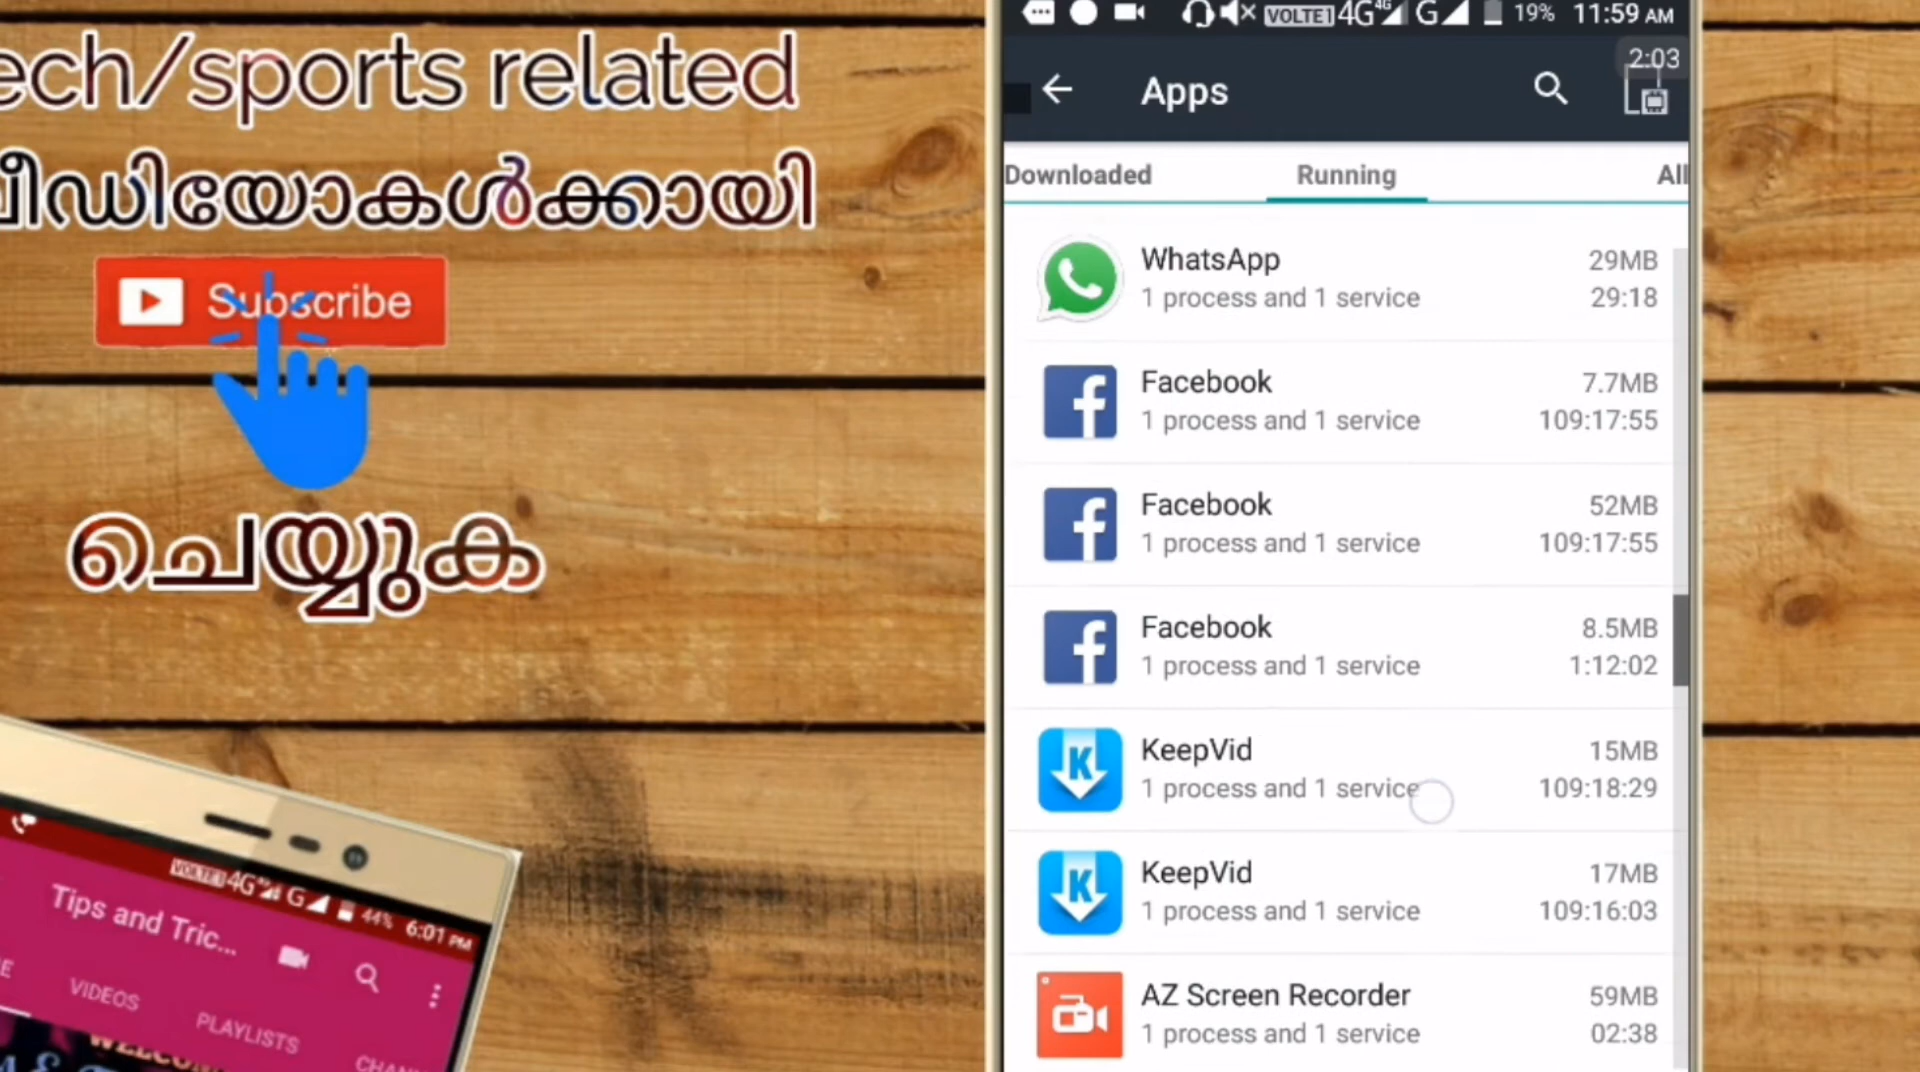 ech/sports related
വീഡിയോകൾക്കായി
Subscribe
ചെയ്യുക
VOLTE1 4G 4G G 19% 11:59 AM
2:03
Apps
Downloaded Running All
WhatsApp 29MB
1 process and 1 service 29:18
Facebook 7.7MB
1 process and 1 service 109:17:55
Facebook 52MB
1 process and 1 service 109:17:55
Facebook 8.5MB
1 process and 1 service 1:12:02
KeepVid 15MB
1 process and 1 service 109:18:29
KeepVid 17MB
1 process and 1 service 109:16:03
AZ Screen Recorder 59MB
1 process and 1 service 02:38
VOLTE1 4G G 44% 6:01 PM
Tips and Tric...
E VIDEOS PLAYLISTS CHAN